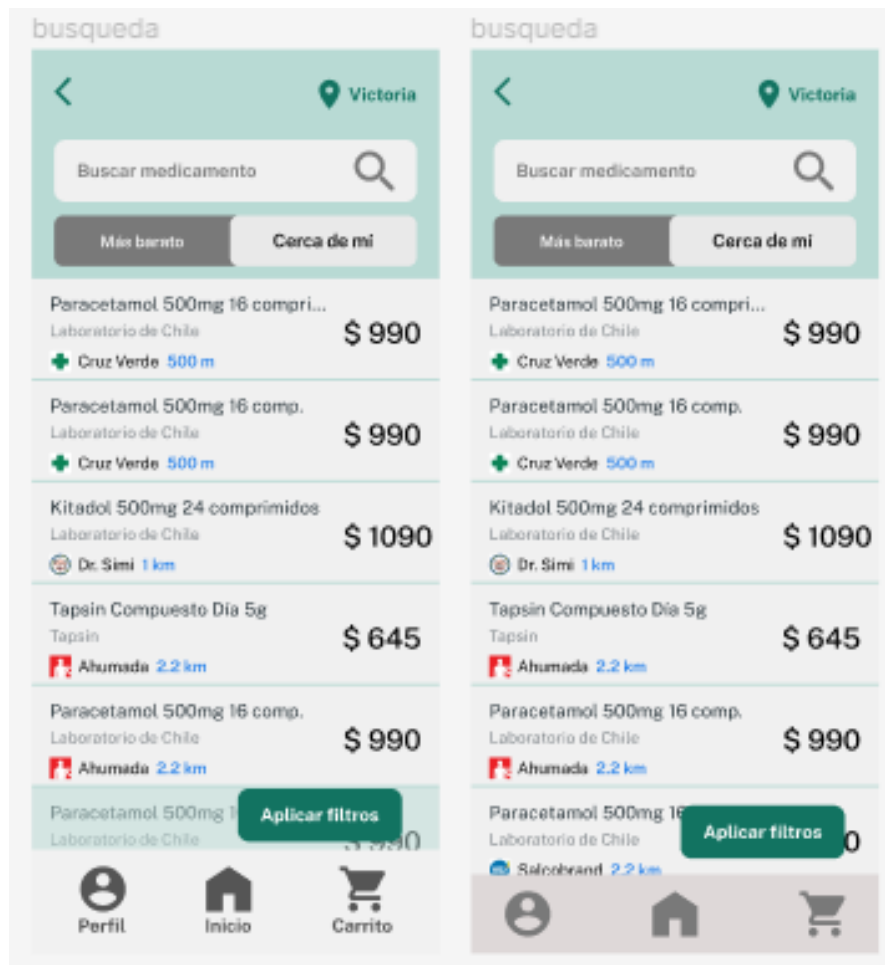 busqueda
Victoria
Buscar medicamento
Más barato
Cerca de mi
Paracetamol 500mg 16 compri...
Laboratorio de Chile
$ 990
Cruz Verde 500 m
Paracetamol 500mg 16 comp.
Laboratorio de Chile
$ 990
Cruz Verde 500 m
Kitadol 500mg 24 comprimidos
Laboratorio de Chile
$ 1090
Dr. Simi 1 km
Tapsin Compuesto Día 5g
Tapsin
$ 645
Ahumada 2.2 km
Paracetamol 500mg 16 comp.
Laboratorio de Chile
$ 990
Ahumada 2.2 km
Paracetamol 500mg 1
Aplicar filtros
Laboratorio de Chile
$ 990
Perfil
Inicio
Carrito
busqueda
Victoria
Buscar medicamento
Más barato
Cerca de mi
Paracetamol 500mg 16 compri...
Laboratorio de Chile
$ 990
Cruz Verde 500 m
Paracetamol 500mg 16 comp.
Laboratorio de Chile
$ 990
Cruz Verde 500 m
Kitadol 500mg 24 comprimidos
Laboratorio de Chile
$ 1090
Dr. Simi 1 km
Tapsin Compuesto Día 5g
Tapsin
$ 645
Ahumada 2.2 km
Paracetamol 500mg 16 comp.
Laboratorio de Chile
$ 990
Ahumada 2.2 km
Paracetamol 500mg 16
Aplicar filtros
Laboratorio de Chile
0
Salcobrand 2.2 km